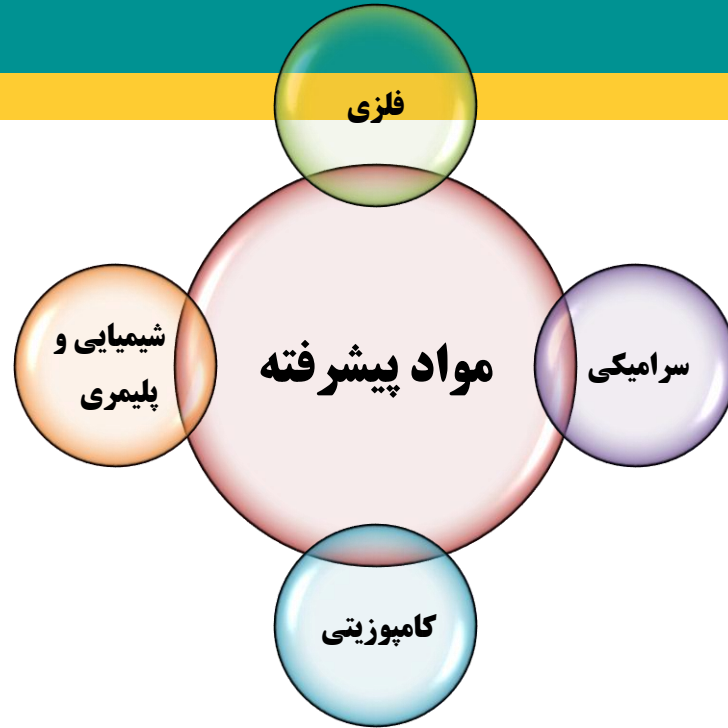 فلزی
سرامیکی
مواد پیشرفته
شیمیایی و
پلیمری
کامپوزیتی